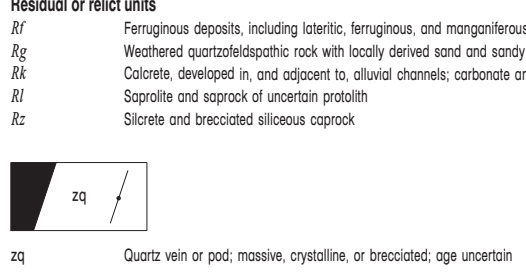 Residual or relict units
Rf Ferruginous deposits, including lateritic, ferruginous, and manganiferous
Rg Weathered quartzofeldspathic rock with locally derived sand and sandy
Rk Calcrete, developed in, and adjacent to, alluvial channels; carbonate
Rl Saprolite and saprock of uncertain protolith
Rz Silcrete and brecciated siliceous caprock
zq
zq Quartz vein or pod; massive, crystalline, or brecciated; age uncertain